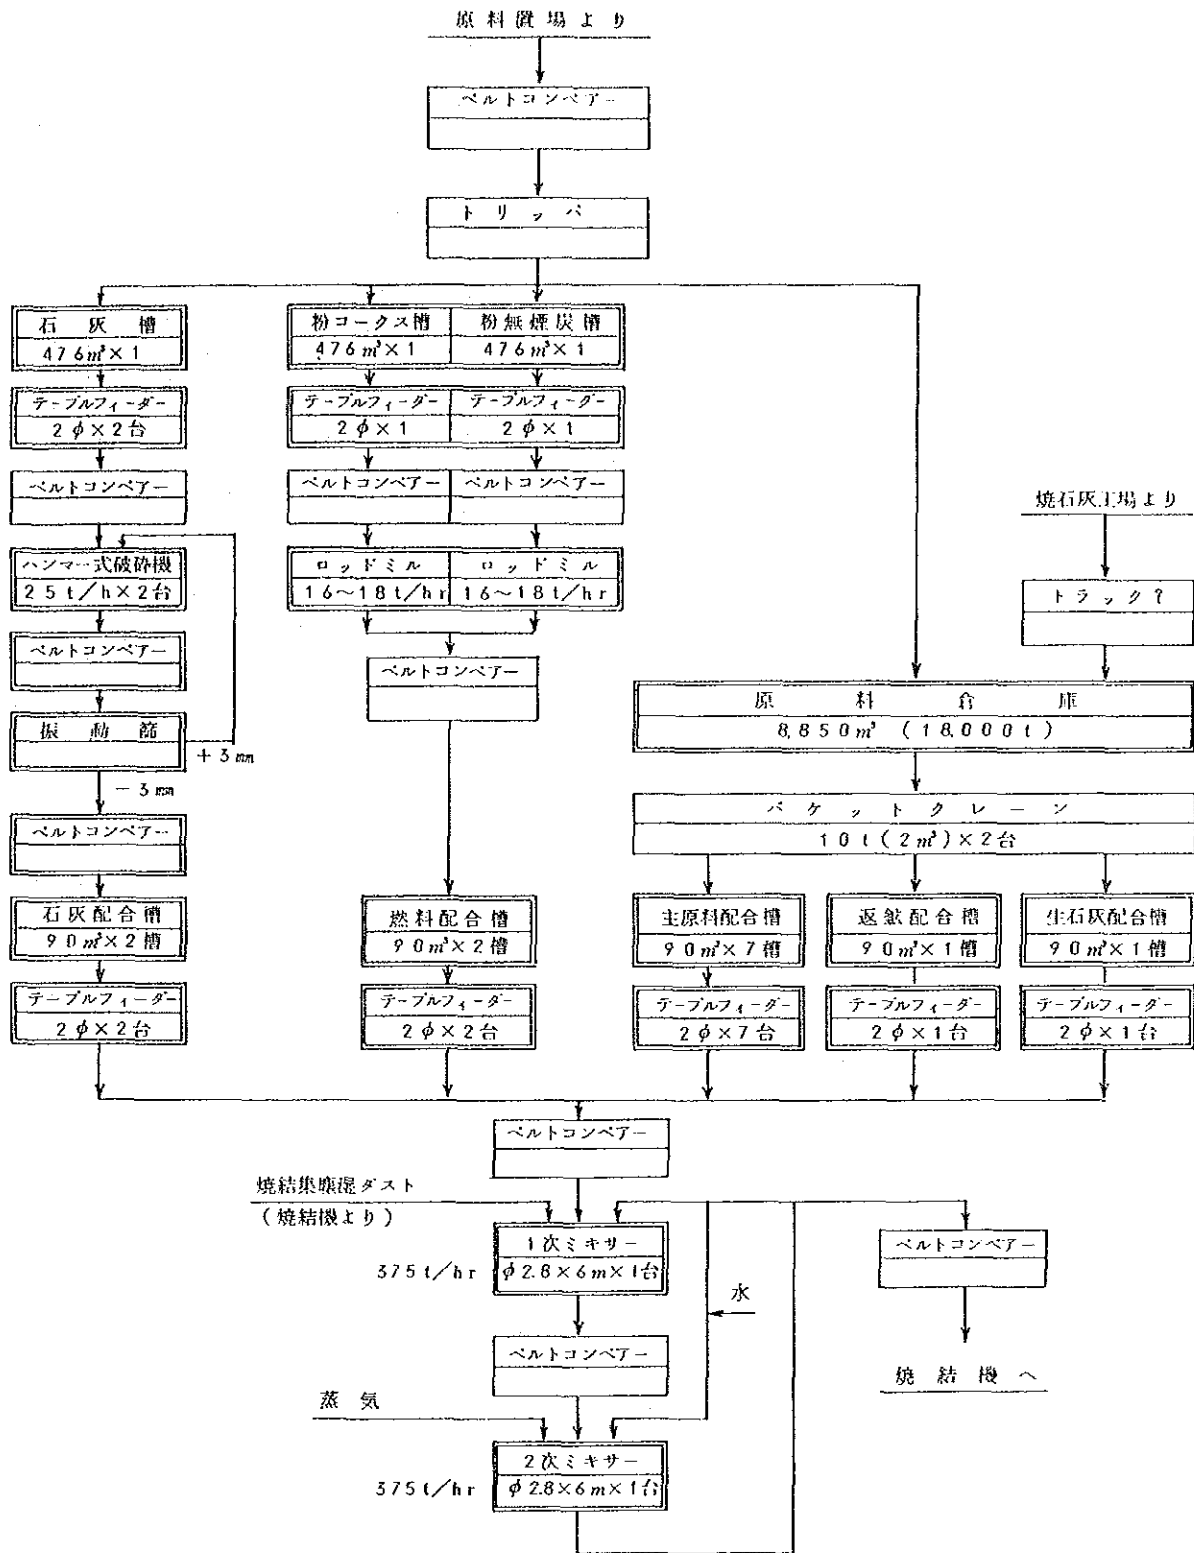 原料置場より
ベルトコンベアー
トリッパ
石灰槽
476m³×1
粉コークス槽
476m³×1
粉無煙炭槽
476m³×1
テーブルフィーダー
2φ×2台
テーブルフィーダー
2φ×1
テーブルフィーダー
2φ×1
ベルトコンベアー
ベルトコンベアー
ベルトコンベアー
焼石灰工場より
ハンマー式破砕機
25t/h×2台
ロッドミル
16~18t/hr
ロッドミル
16~18t/hr
トラック?
ベルトコンベアー
ベルトコンベアー
原料倉庫
8,850m³(18,000t)
振動篩
+3mm
-3mm
バケットクレーン
10t(2m³)×2台
ベルトコンベアー
石灰配合槽
90m³×2槽
燃料配合槽
90m³×2槽
主原料配合槽
90m³×7槽
返鉱配合槽
90m³×1槽
生石灰配合槽
90m³×1槽
テーブルフィーダー
2φ×2台
テーブルフィーダー
2φ×2台
テーブルフィーダー
2φ×7台
テーブルフィーダー
2φ×1台
テーブルフィーダー
2φ×1台
ベルトコンベアー
焼結集塵湿ダスト
(焼結機より)
1次ミキサー
φ2.8×6m×1台
375t/hr
ベルトコンベアー
水
ベルトコンベアー
焼結機へ
蒸気
2次ミキサー
φ2.8×6m×1台
375t/hr